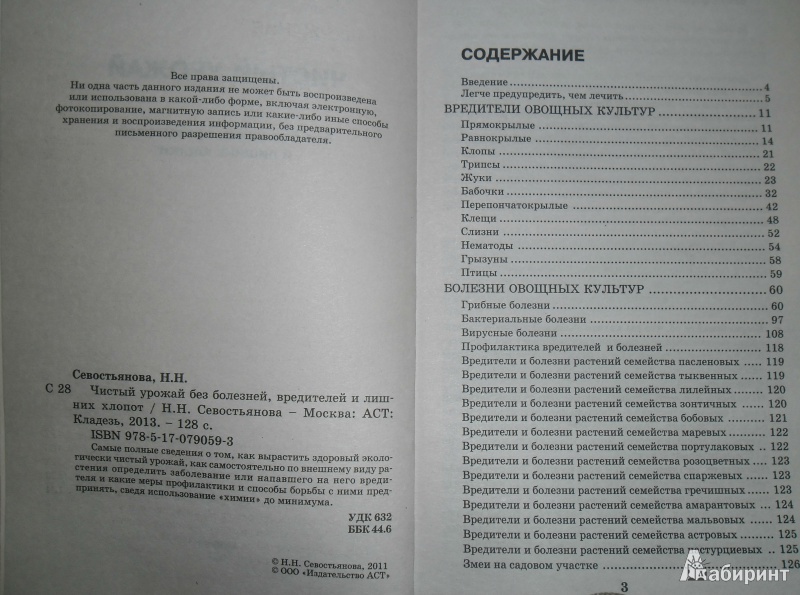 Все права защищены.
Ни одна часть данного издания не может быть воспроизведена
или использована в какой-либо форме, включая электронную,
фотокопирование, магнитную запись или какие-либо иные способы
хранения и воспроизведения информации, без предварительного
письменного разрешения правообладателя.
Севостьянова, Н.Н.
С 28 Чистый урожай без болезней, вредителей и лиш-
них хлопот / Н.Н. Севостьянова – Москва: АСТ:
Кладезь, 2013. – 128 с.
ISBN 978-5-17-079059-3
Самые полные сведения о том, как вырастить здоровый эколо-
гически чистый урожай, как самостоятельно по внешнему виду ра-
стения определить заболевание или напавшего на него вреди-
теля и какие меры профилактики и способы борьбы с ними пред-
принять, сведя использование «химии» до минимума.
УДК 632
ББК 44.6
© Н.Н. Севостьянова, 2011
© ООО «Издательство АСТ»
СОДЕРЖАНИЕ
Введение 4
Легче предупредить, чем лечить 5
ВРЕДИТЕЛИ ОВОЩНЫХ КУЛЬТУР 11
Прямокрылые 11
Равнокрылые 14
Клопы 21
Трипсы 22
Жуки 23
Бабочки 32
Перепончатокрылые 42
Клещи 48
Слизни 52
Нематоды 54
Грызуны 58
Птицы 59
БОЛЕЗНИ ОВОЩНЫХ КУЛЬТУР 60
Грибные болезни 60
Бактериальные болезни 97
Вирусные болезни 108
Профилактика вредителей и болезней 118
Вредители и болезни растений семейства пасленовых 119
Вредители и болезни растений семейства тыквенных 119
Вредители и болезни растений семейства лилейных 120
Вредители и болезни растений семейства зонтичных 120
Вредители и болезни растений семейства бобовых 121
Вредители и болезни растений семейства маревых 122
Вредители и болезни растений семейства портулаковых 122
Вредители и болезни растений семейства розоцветных 123
Вредители и болезни растений семейства спаржевых 123
Вредители и болезни растений семейства гречишных 123
Вредители и болезни растений семейства амарантовых 124
Вредители и болезни растений семейства мальвовых 124
Вредители и болезни растений семейства астровых 125
Вредители и болезни растений семейства настурциевых 125
Змеи на садовом участке 126
3
Лабиринт